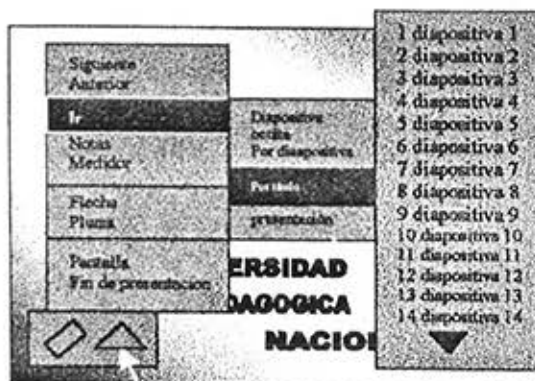 Siguiente
Anterior
Ir
Notas
Medidor
Flecha
Pluma
Pantalla
Fin de presentacion
Diapositiva
oculta
Por diapositiva
Por titulo
presentación
1 diapositiva 1
2 diapositiva 2
3 diapositiva 3
4 diapositiva 4
5 diapositiva 5
6 diapositiva 6
7 diapositiva 7
8 diapositiva 8
9 diapositiva 9
10 diapositiva 10
11 diapositiva 11
12 diapositiva 12
13 diapositiva 13
14 diapositiva 14
ERSIDAD
DAGOGICA
NACIO